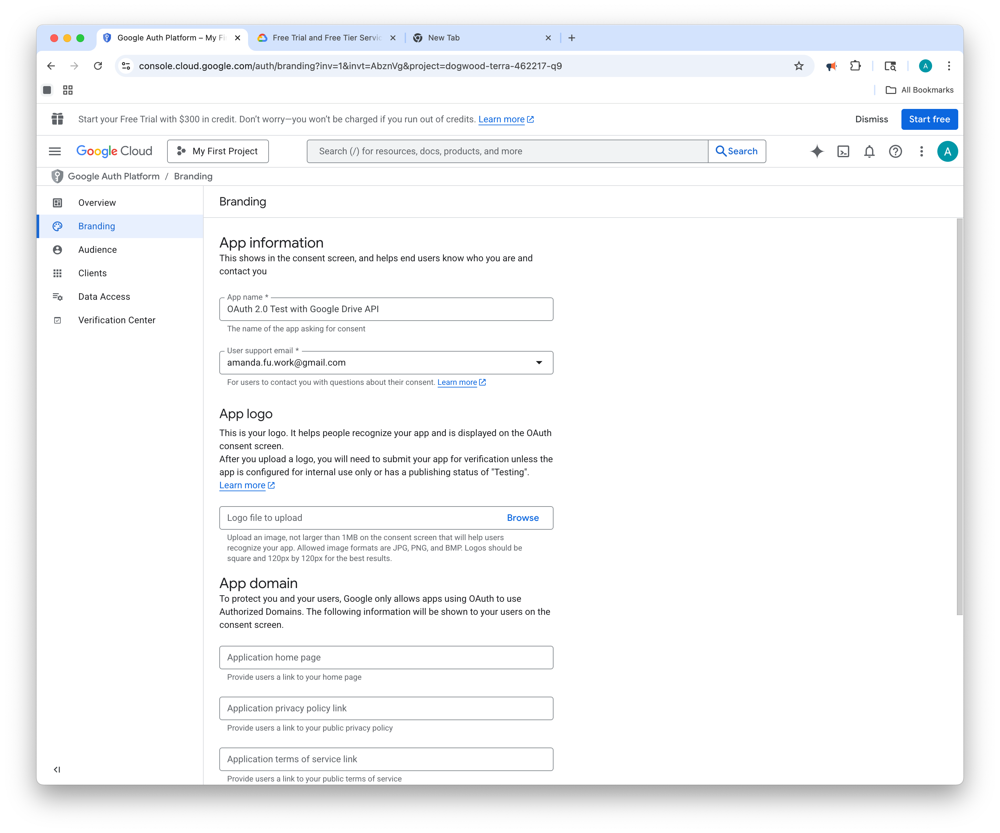 Google Auth Platform – My Fi
Free Trial and Free Tier Servic
New Tab
console.cloud.google.com/auth/branding?inv=1&invt=AbznVg&project=dogwood-terra-462217-q9
A
All Bookmarks
Start your Free Trial with $300 in credit. Don’t worry—you won’t be charged if you run out of credits. Learn more
Dismiss
Start free
Google Cloud
My First Project
Search (/) for resources, docs, products, and more
Search
A
Google Auth Platform / Branding
Overview
Branding
Audience
Clients
Data Access
Verification Center
Branding
App information
This shows in the consent screen, and helps end users know who you are and
contact you
App name *
OAuth 2.0 Test with Google Drive API
The name of the app asking for consent
User support email *
amanda.fu.work@gmail.com
For users to contact you with questions about their consent. Learn more
App logo
This is your logo. It helps people recognize your app and is displayed on the OAuth
consent screen.
After you upload a logo, you will need to submit your app for verification unless the
app is configured for internal use only or has a publishing status of "Testing".
Learn more
Logo file to upload
Browse
Upload an image, not larger than 1MB on the consent screen that will help users
recognize your app. Allowed image formats are JPG, PNG, and BMP. Logos should be
square and 120px by 120px for the best results.
App domain
To protect you and your users, Google only allows apps using OAuth to use
Authorized Domains. The following information will be shown to your users on the
consent screen.
Application home page
Provide users a link to your home page
Application privacy policy link
Provide users a link to your public privacy policy
Application terms of service link
Provide users a link to your public terms of service